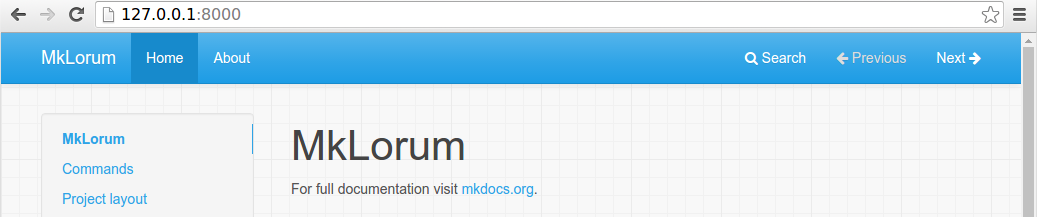 127.0.0.1:8000
MkLorum Home About Search Previous Next
MkLorum
Commands
Project layout
MkLorum
For full documentation visit mkdocs.org.